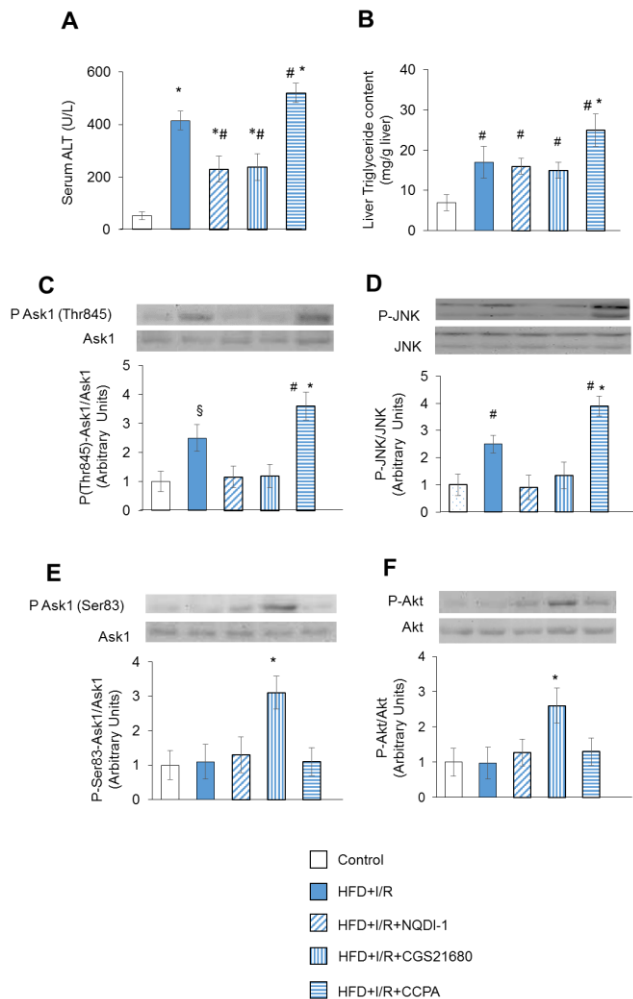 A
Serum ALT (U/L)
600
400
200
0
*
*#
*#
# *
B
Liver Triglyceride content
(mg/g liver)
40
30
20
10
0
#
#
#
# *
C
P Ask1 (Thr845)
Ask1
P(Thr845)-Ask1/Ask1
(Arbitrary Units)
5
4
3
2
1
0
§
# *
D
P-JNK
JNK
P-JNK/JNK
(Arbitrary Units)
5
4
3
2
1
0
#
# *
E
P Ask1 (Ser83)
Ask1
P-Ser83-Ask1/Ask1
(Arbitrary Units)
4
3
2
1
0
*
F
P-Akt
Akt
P-Akt/Akt
(Arbitrary Units)
4
3
2
1
0
*
Control
HFD+I/R
HFD+I/R+NQDI-1
HFD+I/R+CGS21680
HFD+I/R+CCPA